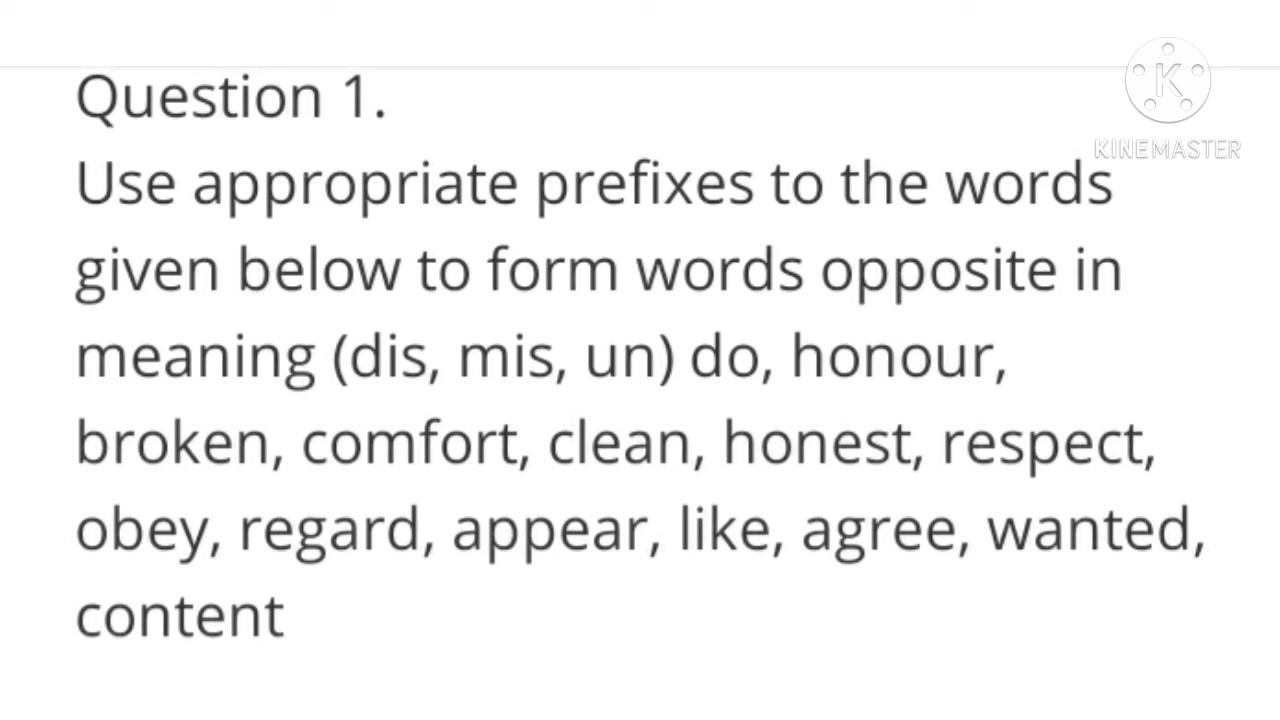 Question 1.
K
KINEMASTER
Use appropriate prefixes to the words
given below to form words opposite in
meaning (dis, mis, un) do, honour,
broken, comfort, clean, honest, respect,
obey, regard, appear, like, agree, wanted,
content